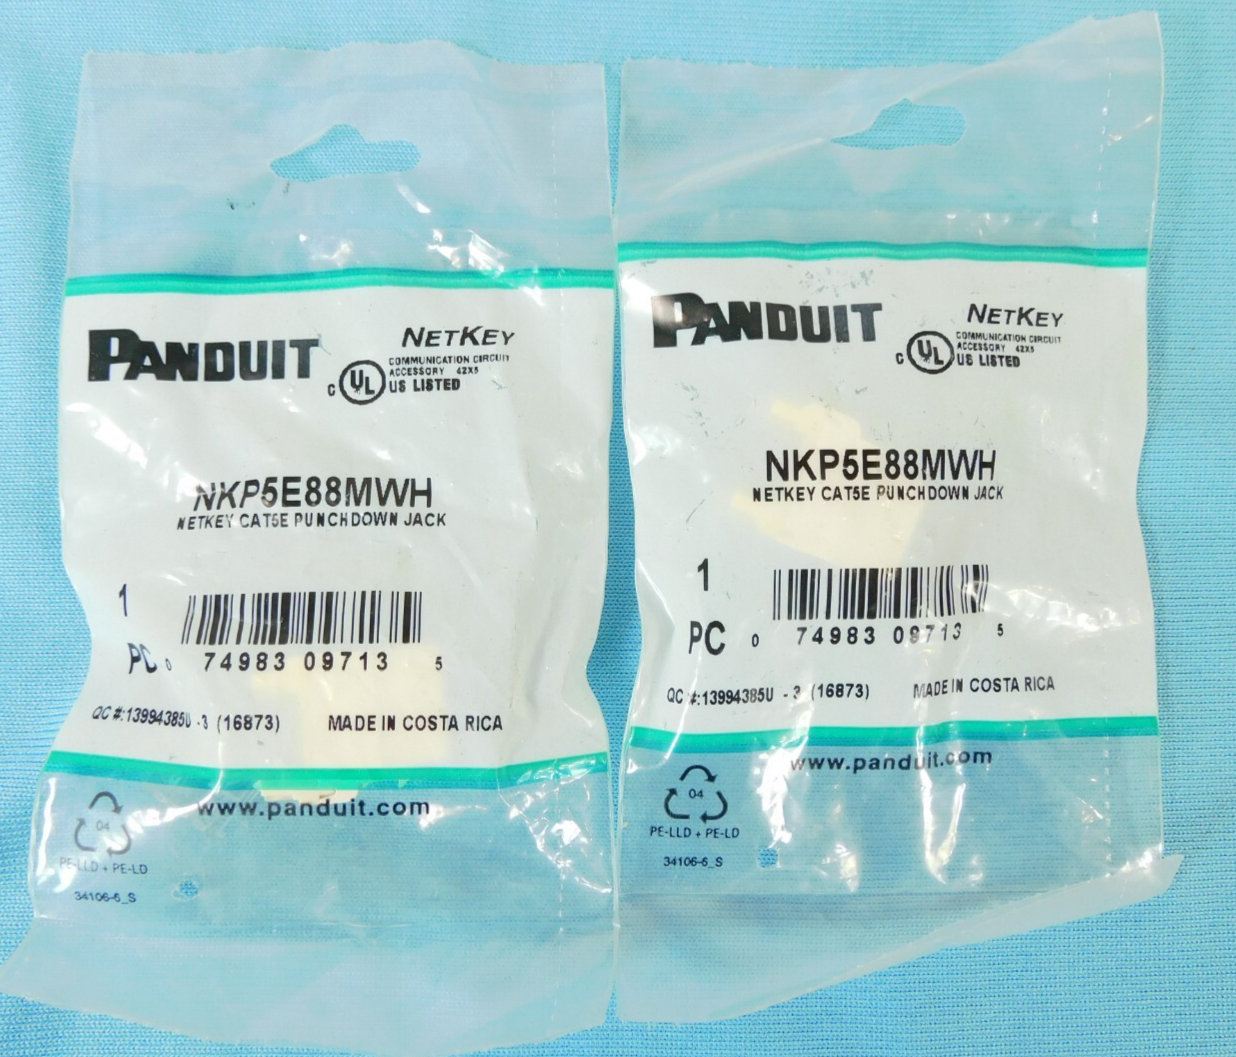 PANDUIT
NETKEY
COMMUNICATION CIRCUIT
ACCESSORY 42X5
C UL US LISTED
NKP5E88MWH
NETKEY CAT5E PUNCHDOWN JACK
1
PC
0 74983 09713 5
QC #:13994385U -3 (16873) MADE IN COSTA RICA
www.panduit.com
04
PE-LLD + PE-LD
34106-6_S
PANDUIT
NETKEY
COMMUNICATION CIRCUIT
ACCESSORY 42X5
C UL US LISTED
NKP5E88MWH
NETKEY CAT5E PUNCHDOWN JACK
1
PC
0 74983 09713 5
QC #:13994385U -3 (16873) MADE IN COSTA RICA
www.panduit.com
04
PE-LLD + PE-LD
34106-6_S